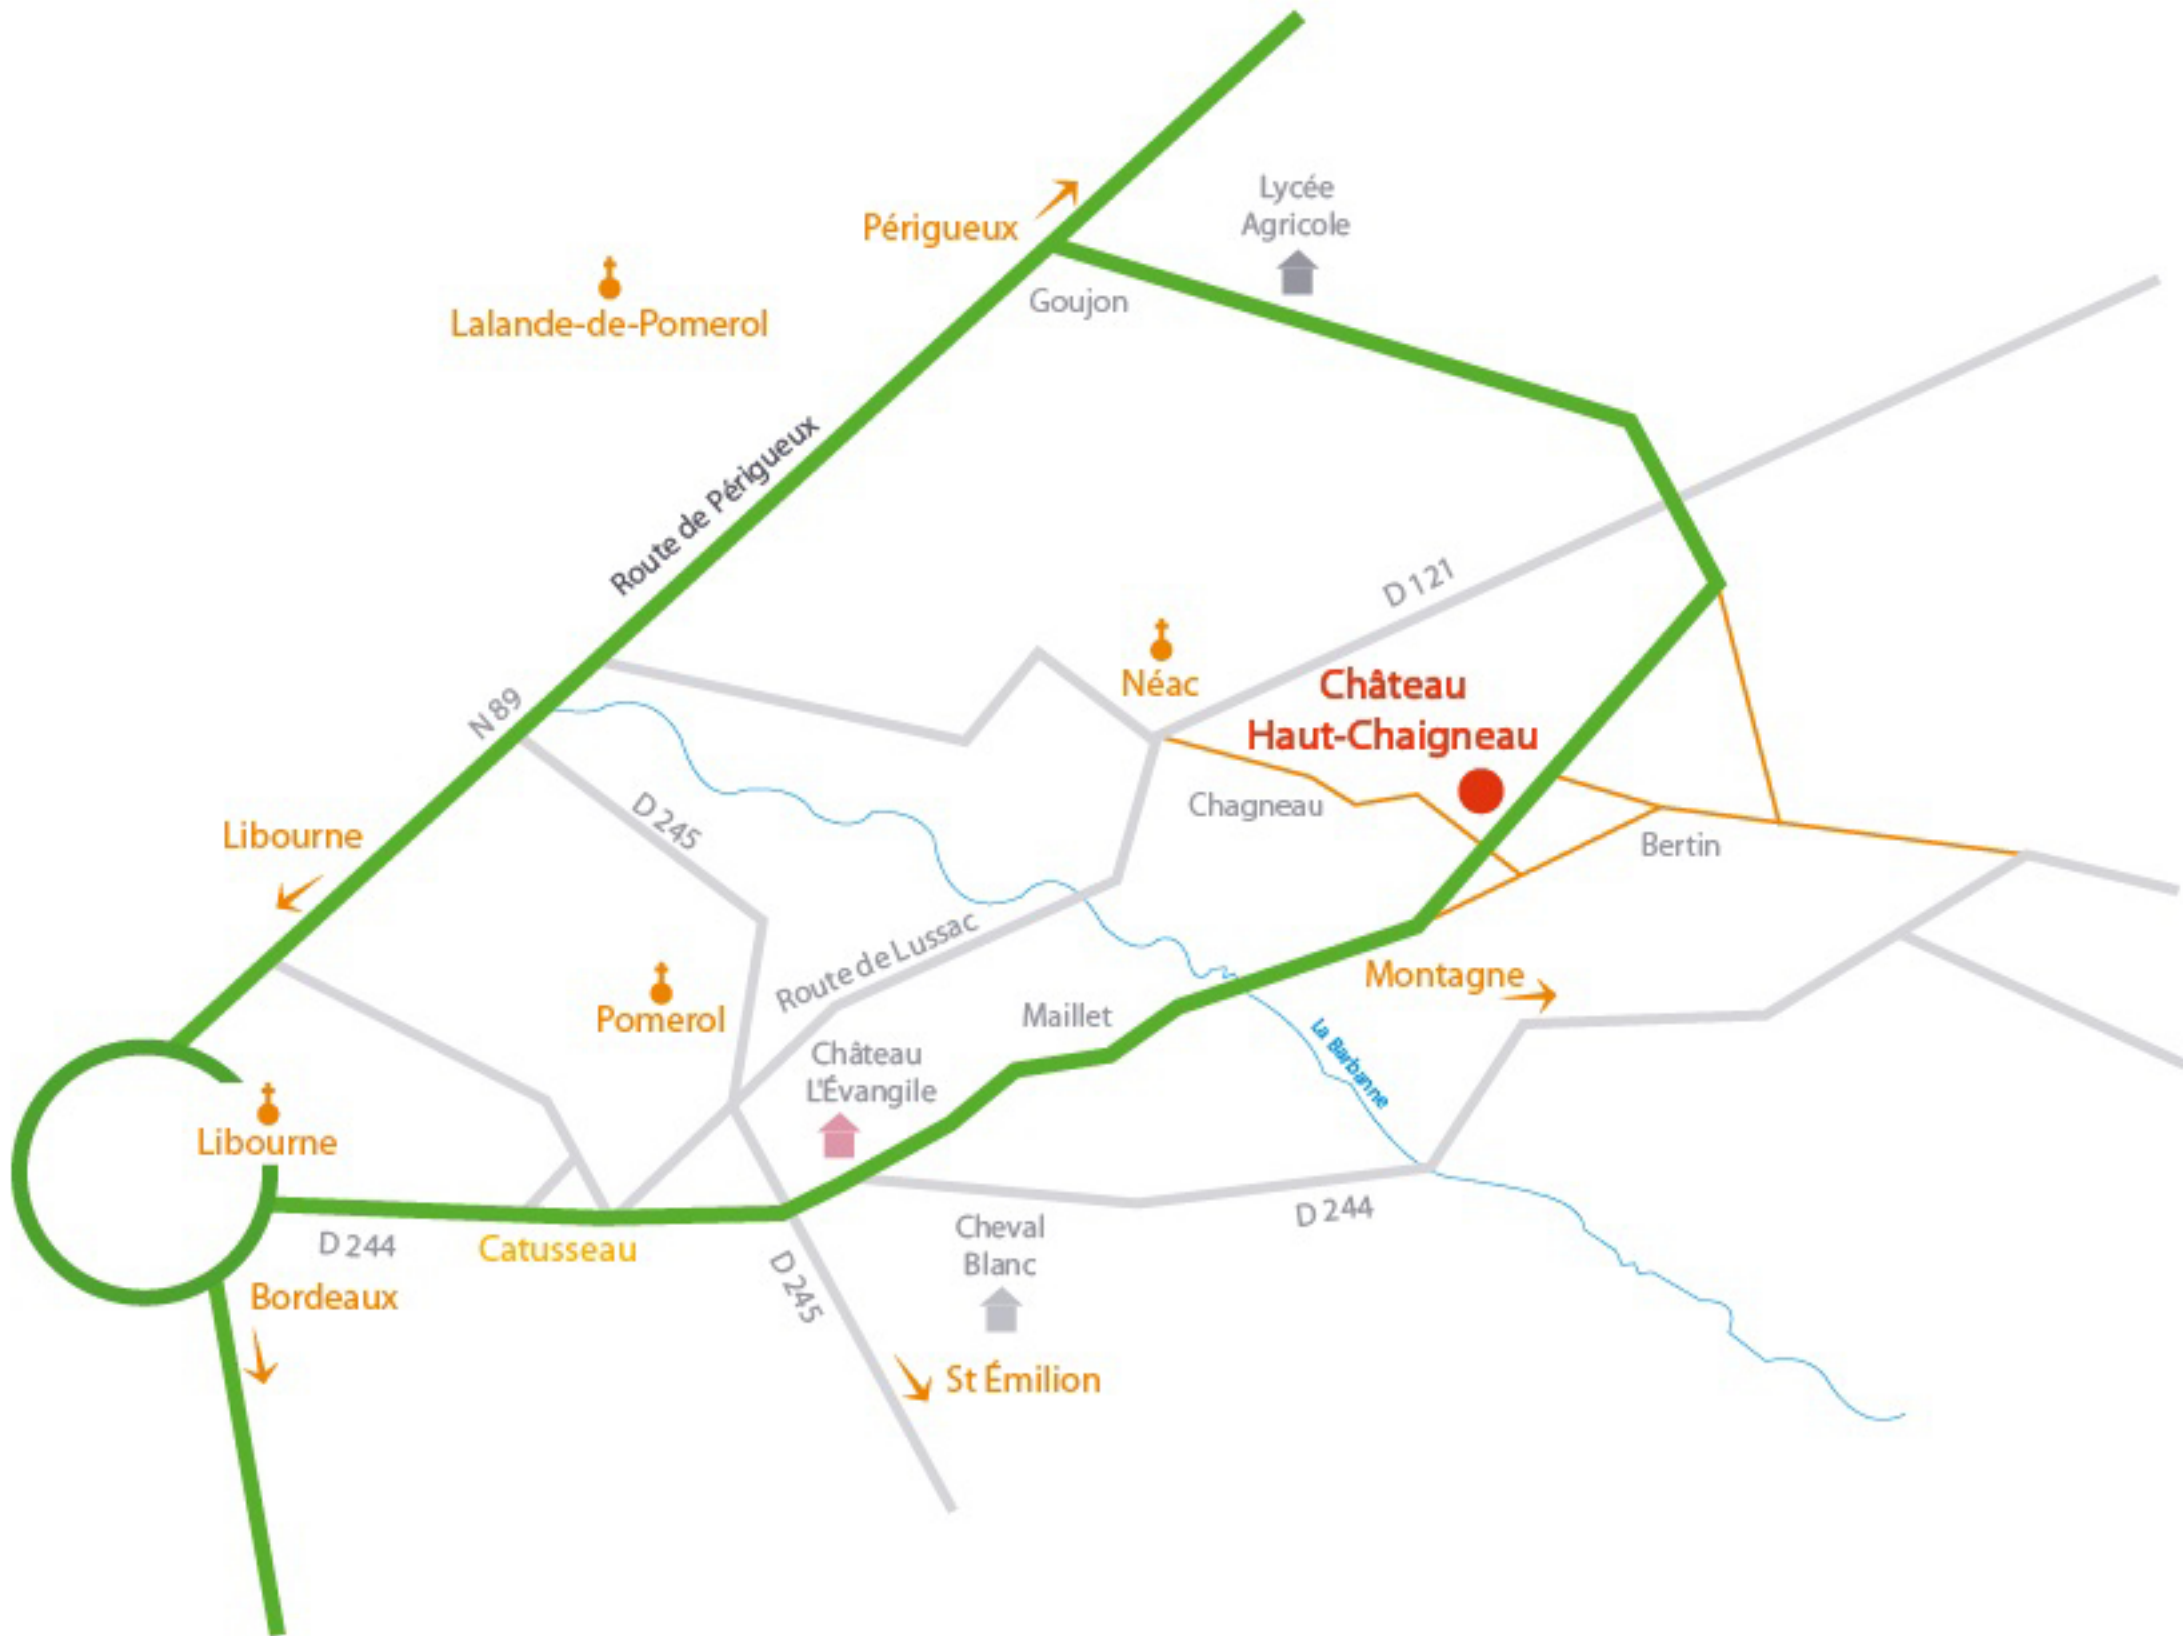 Lycée
Agricole
Périgueux
Goujon
Lalande-de-Pomerol
Route de Périgueux
D 121
Néac
Château
Haut-Chaigneau
N 89
D 245
Chagneau
Libourne
Bertin
Route de Lussac
Montagne
Pomerol
Maillet
La Barbanne
Château
L'Évangile
Libourne
D 244
Catusseau
D 244
Cheval
Blanc
D 245
Bordeaux
St Émilion